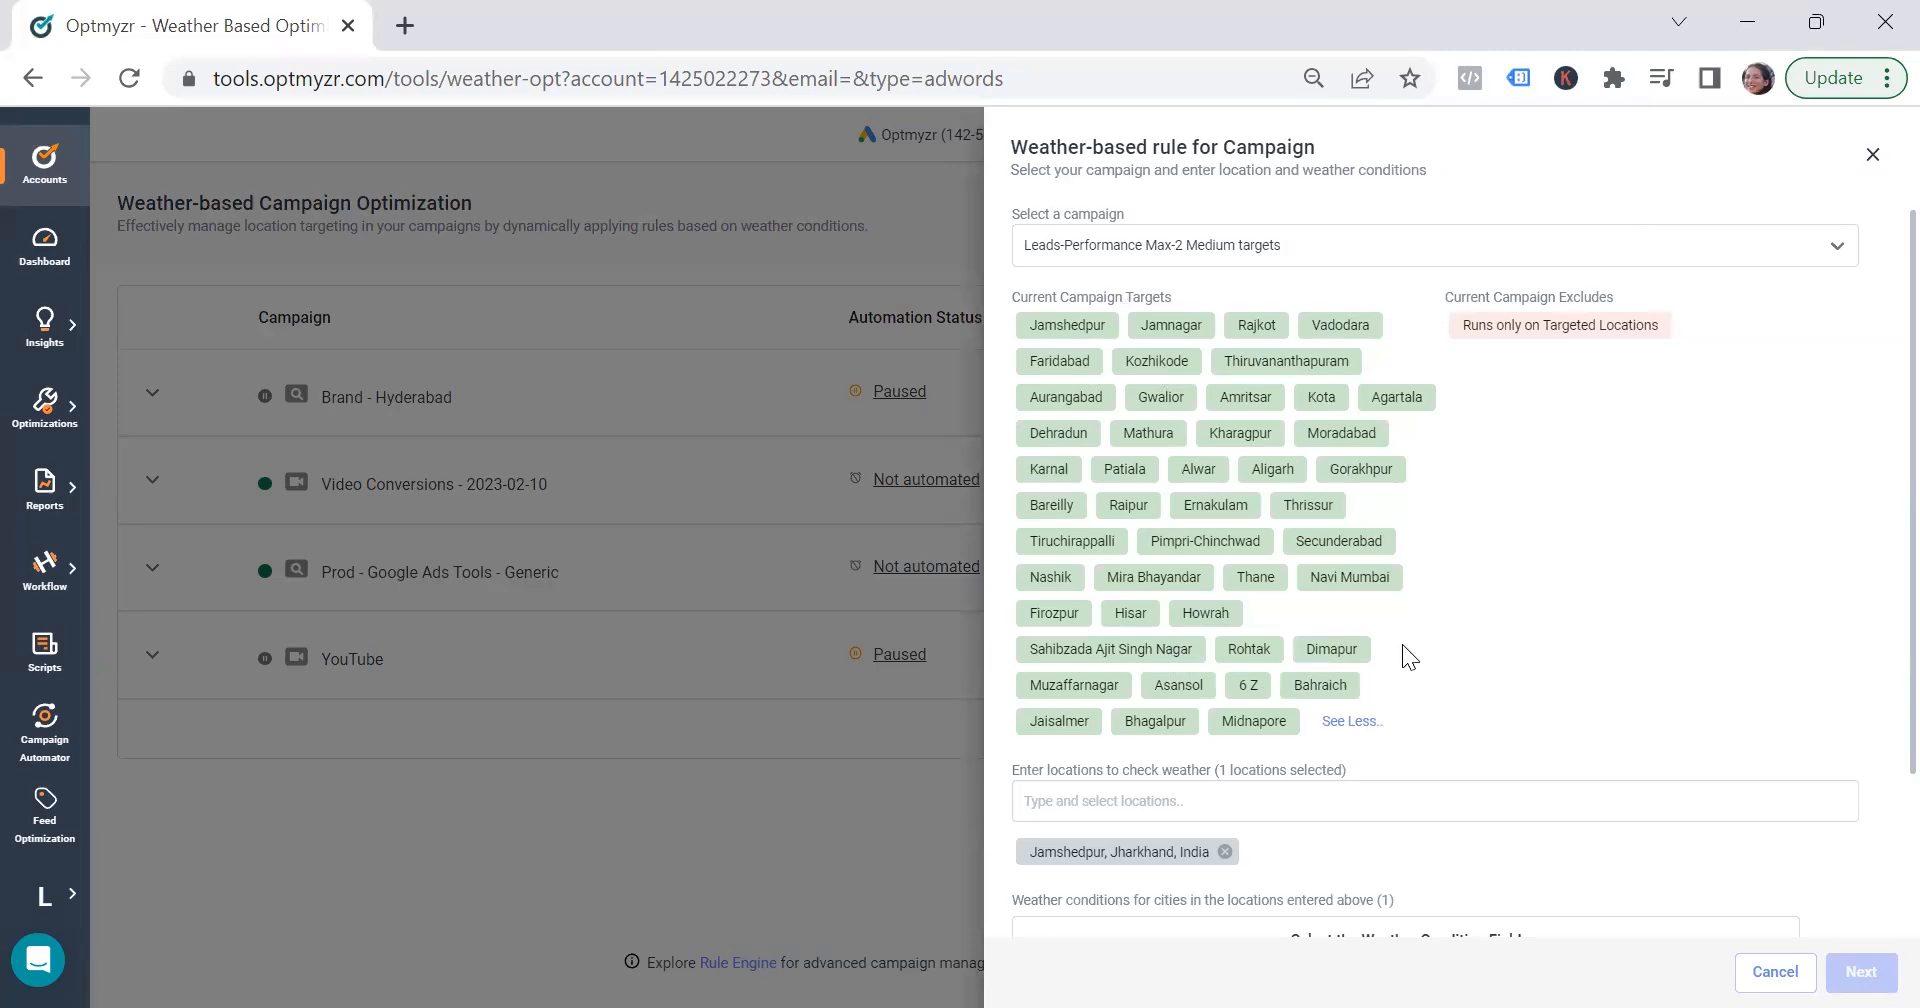 Optmyzr - Weather Based Optim
tools.optmyzr.com/tools/weather-opt?account=1425022273&email=&type=adwords
K
Update
Accounts
Dashboard
Insights
Optimizations
Reports
Workflow
Scripts
Campaign
Automator
Feed
Optimization
L
Optmyzr (142-5
Weather-based Campaign Optimization
Effectively manage location targeting in your campaigns by dynamically applying rules based on weather conditions.
Campaign Automation Status
Brand - Hyderabad Paused
Video Conversions - 2023-02-10 Not automated
Prod - Google Ads Tools - Generic Not automated
YouTube Paused
Explore Rule Engine for advanced campaign manag
Weather-based rule for Campaign
Select your campaign and enter location and weather conditions
Select a campaign
Leads-Performance Max-2 Medium targets
Current Campaign Targets Current Campaign Excludes
Jamshedpur Jamnagar Rajkot Vadodara Runs only on Targeted Locations
Faridabad Kozhikode Thiruvananthapuram
Aurangabad Gwalior Amritsar Kota Agartala
Dehradun Mathura Kharagpur Moradabad
Karnal Patiala Alwar Aligarh Gorakhpur
Bareilly Raipur Ernakulam Thrissur
Tiruchirappalli Pimpri-Chinchwad Secunderabad
Nashik Mira Bhayandar Thane Navi Mumbai
Firozpur Hisar Howrah
Sahibzada Ajit Singh Nagar Rohtak Dimapur
Muzaffarnagar Asansol 6 Z Bahraich
Jaisalmer Bhagalpur Midnapore See Less..
Enter locations to check weather (1 locations selected)
Type and select locations..
Jamshedpur, Jharkhand, India
Weather conditions for cities in the locations entered above (1)
Cancel Next